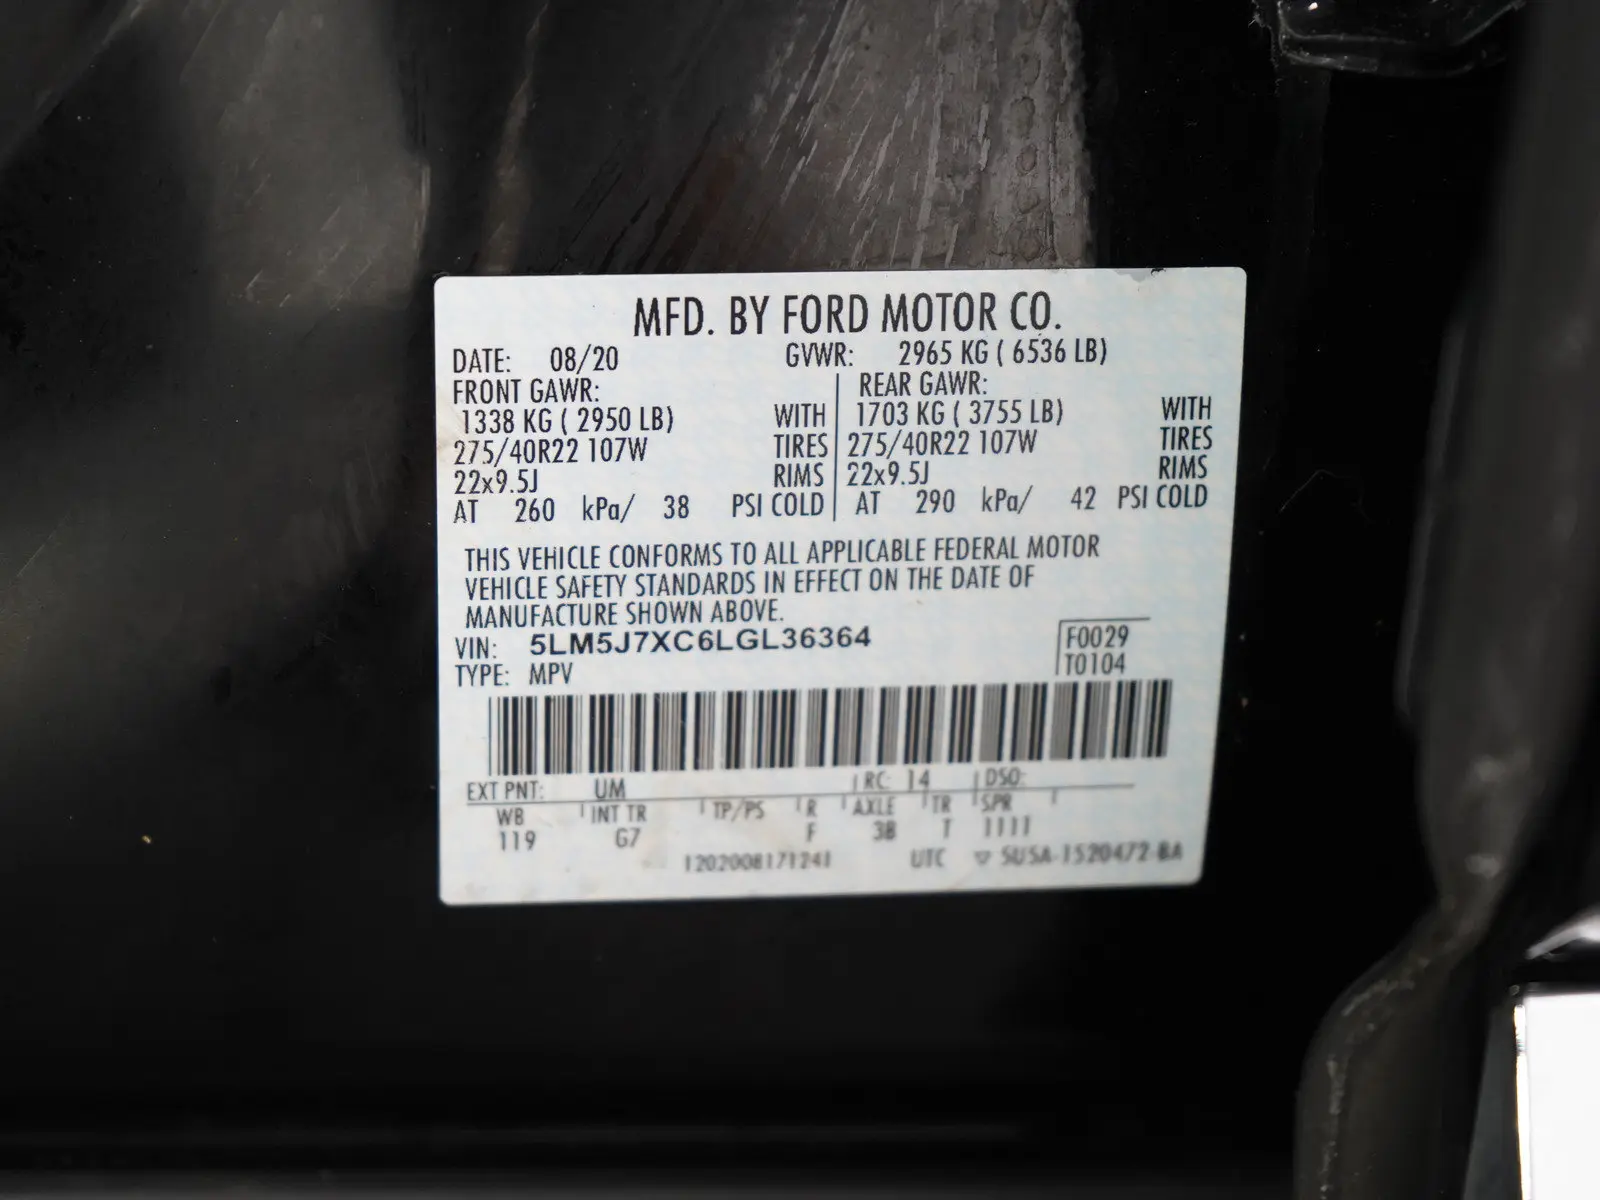 MFD. BY FORD MOTOR CO.
DATE: 08/20 GVWR: 2965 KG ( 6536 LB)
FRONT GAWR: REAR GAWR:
1338 KG ( 2950 LB) WITH 1703 KG ( 3755 LB) WITH
275/40R22 107W TIRES 275/40R22 107W TIRES
22x9.5J RIMS 22x9.5J RIMS
AT 260 kPa/ 38 PSI COLD AT 290 kPa/ 42 PSI COLD
THIS VEHICLE CONFORMS TO ALL APPLICABLE FEDERAL MOTOR
VEHICLE SAFETY STANDARDS IN EFFECT ON THE DATE OF
MANUFACTURE SHOWN ABOVE.
VIN: 5LM5J7XC6LGL36364 F0029
TYPE: MPV T0104
EXT PNT: UM RC: 14 DSO:
WB INT TR TP/PS R AXLE TR SPR
119 G7 F 38 T 1111
1202008171241 UTC ▽ 5U5A-1520472-BA